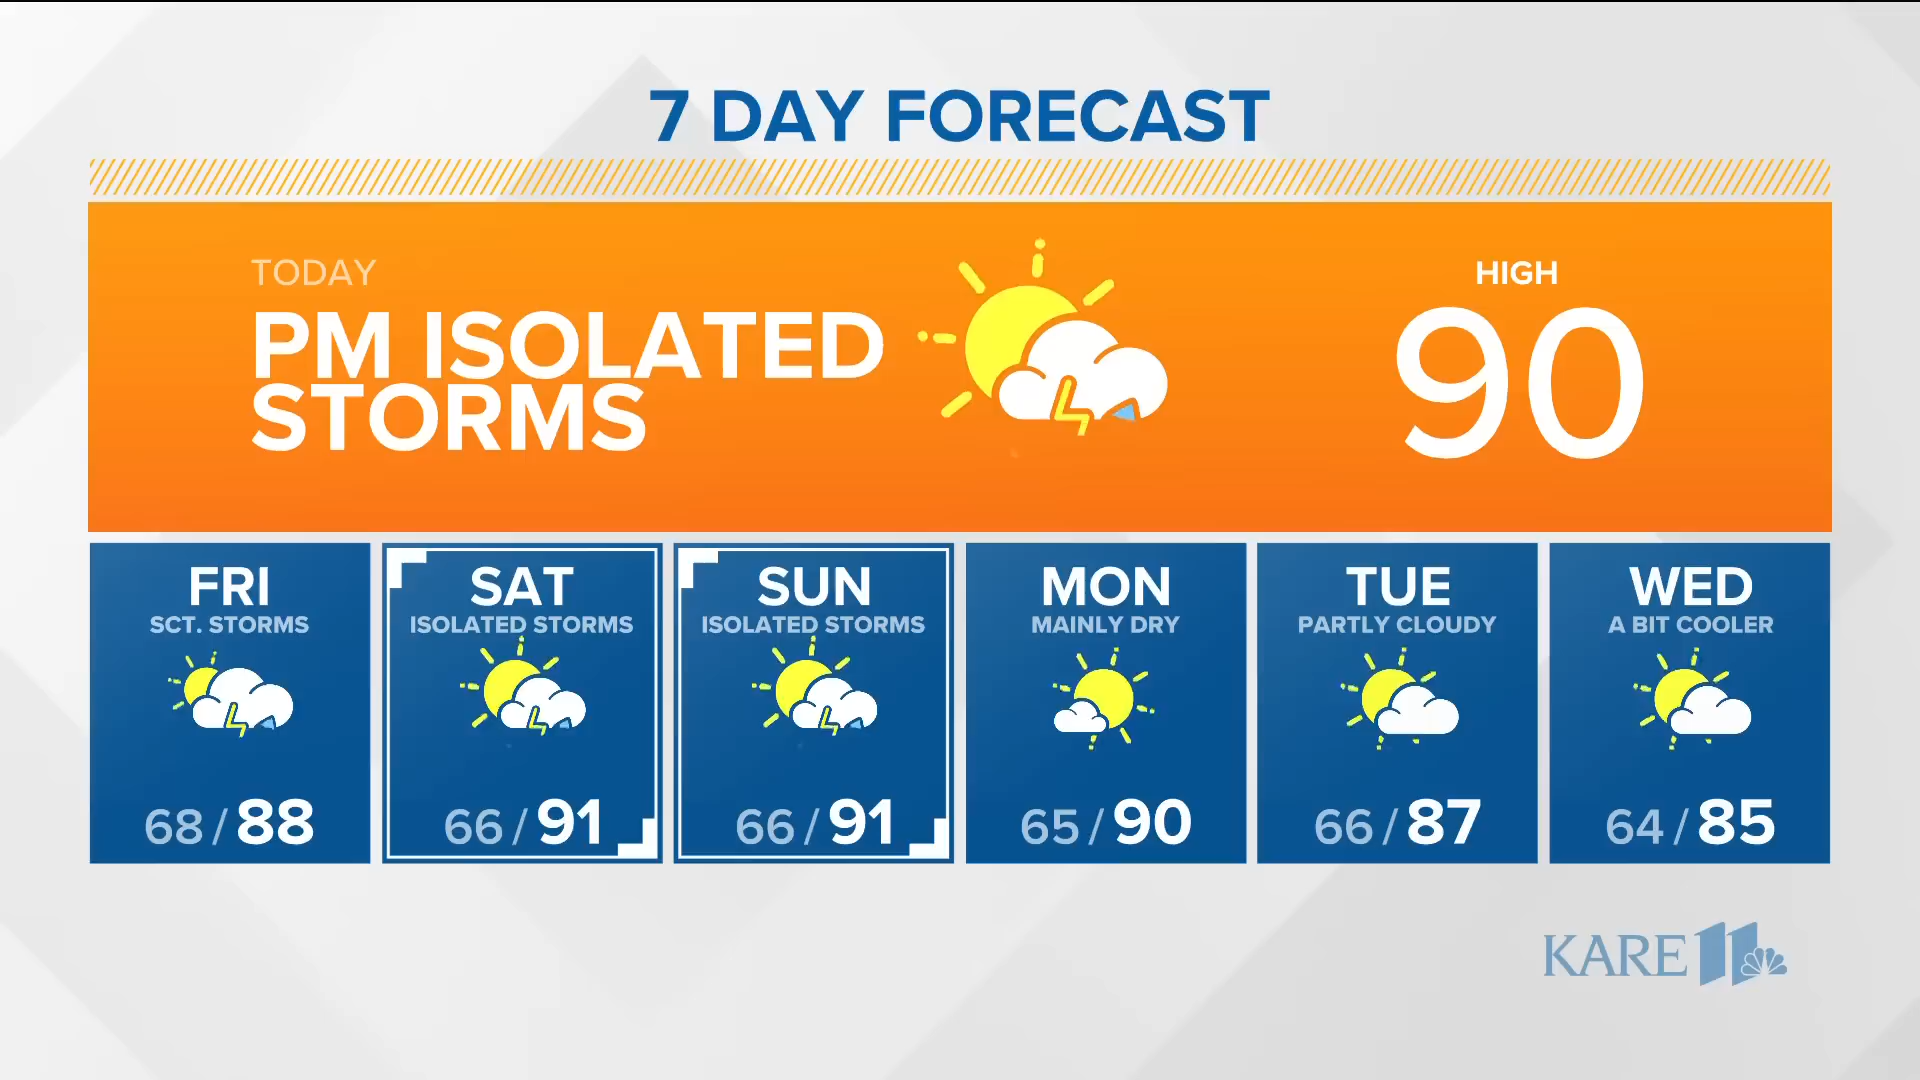 7 DAY FORECAST
TODAY
PM ISOLATED
STORMS
HIGH
90
FRI
SCT. STORMS
68 / 88
SAT
ISOLATED STORMS
66 / 91
SUN
ISOLATED STORMS
66 / 91
MON
MAINLY DRY
65 / 90
TUE
PARTLY CLOUDY
66 / 87
WED
A BIT COOLER
64 / 85
KARE 11